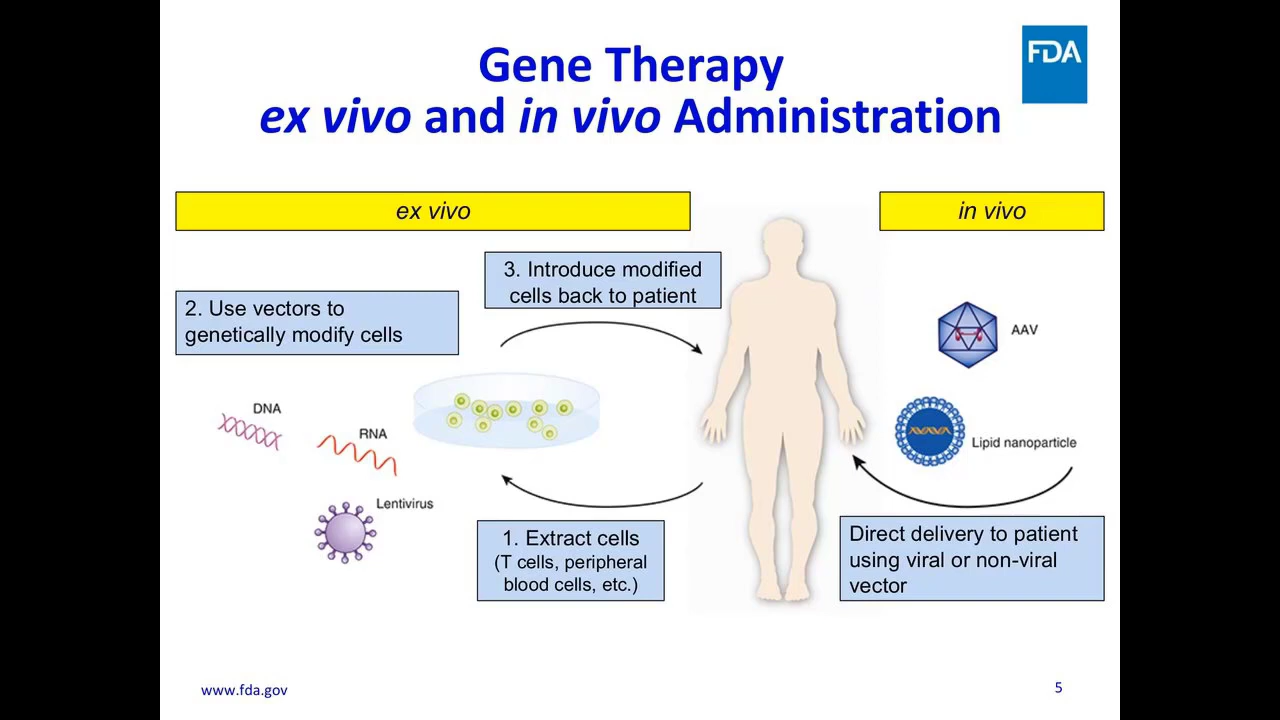 Gene Therapy
ex vivo and in vivo Administration
FDA
ex vivo
in vivo
3. Introduce modified
cells back to patient
2. Use vectors to
genetically modify cells
DNA
RNA
Lentivirus
1. Extract cells
(T cells, peripheral
blood cells, etc.)
AAV
Lipid nanoparticle
Direct delivery to patient
using viral or non-viral
vector
www.fda.gov
5